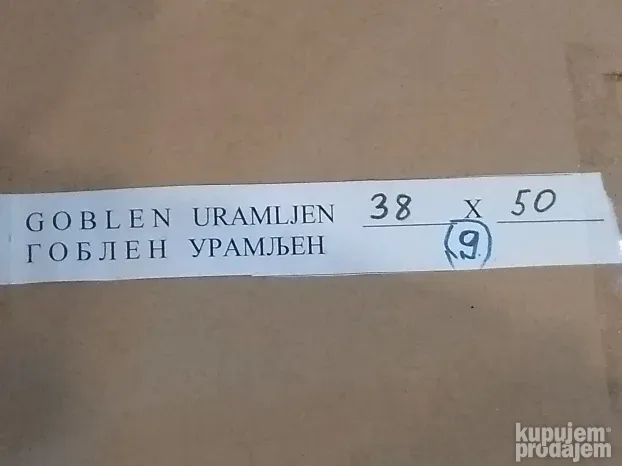 GOBLEN URAMLJEN 38 X 50
ГОБЛЕН УРАМЉЕН 9.
kupujem
prodajem